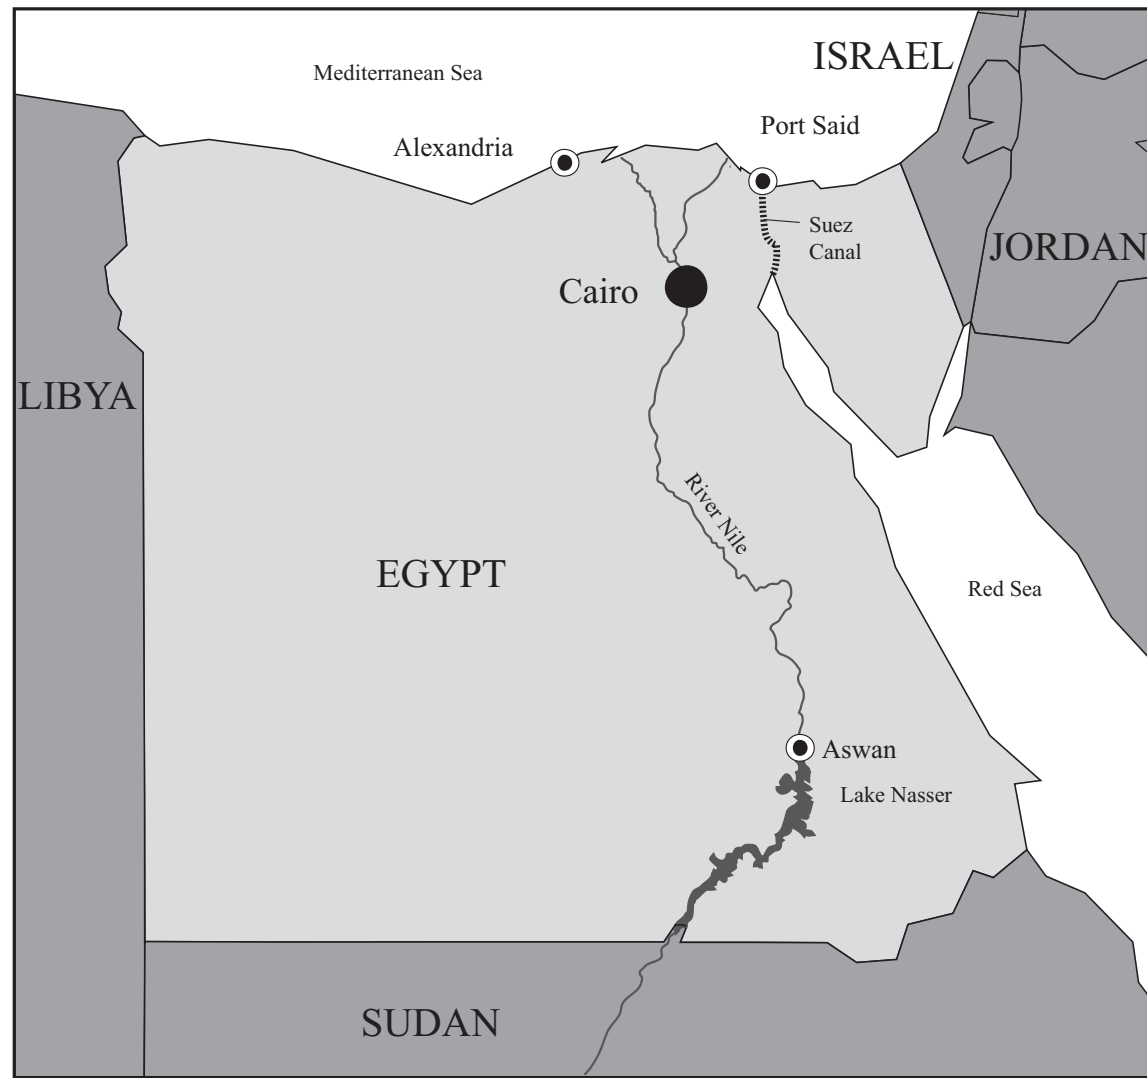 ISRAEL
Mediterranean Sea
Port Said
Alexandria
Suez
Canal
JORDAN
Cairo
LIBYA
River Nile
EGYPT
Red Sea
Aswan
Lake Nasser
SUDAN